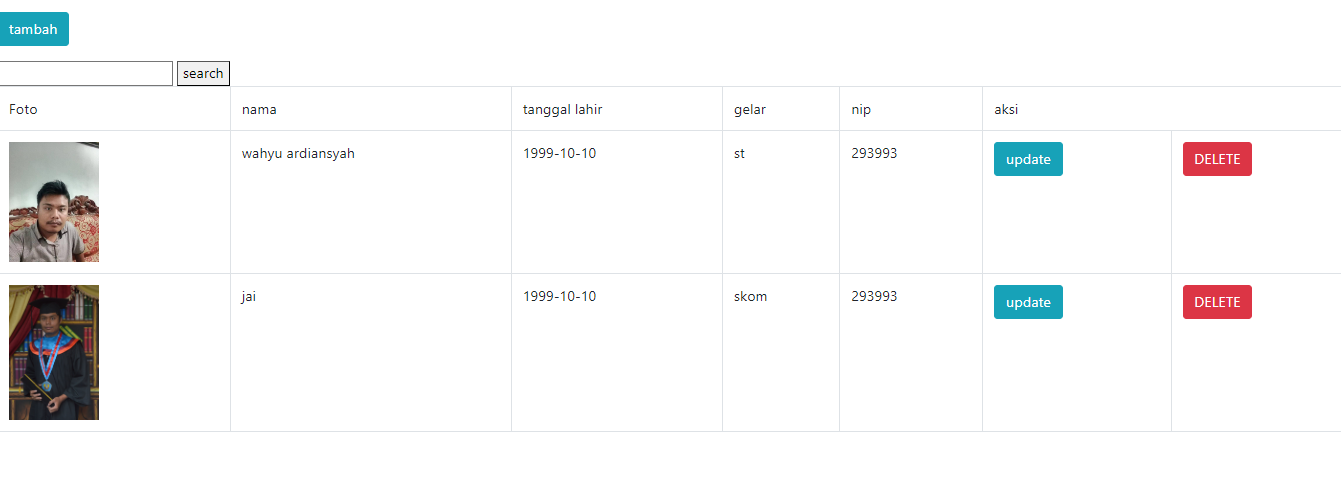 tambah
search
Foto nama tanggal lahir gelar nip aksi
wahyu ardiansyah 1999-10-10 st 293993 update DELETE
jai 1999-10-10 skom 293993 update DELETE